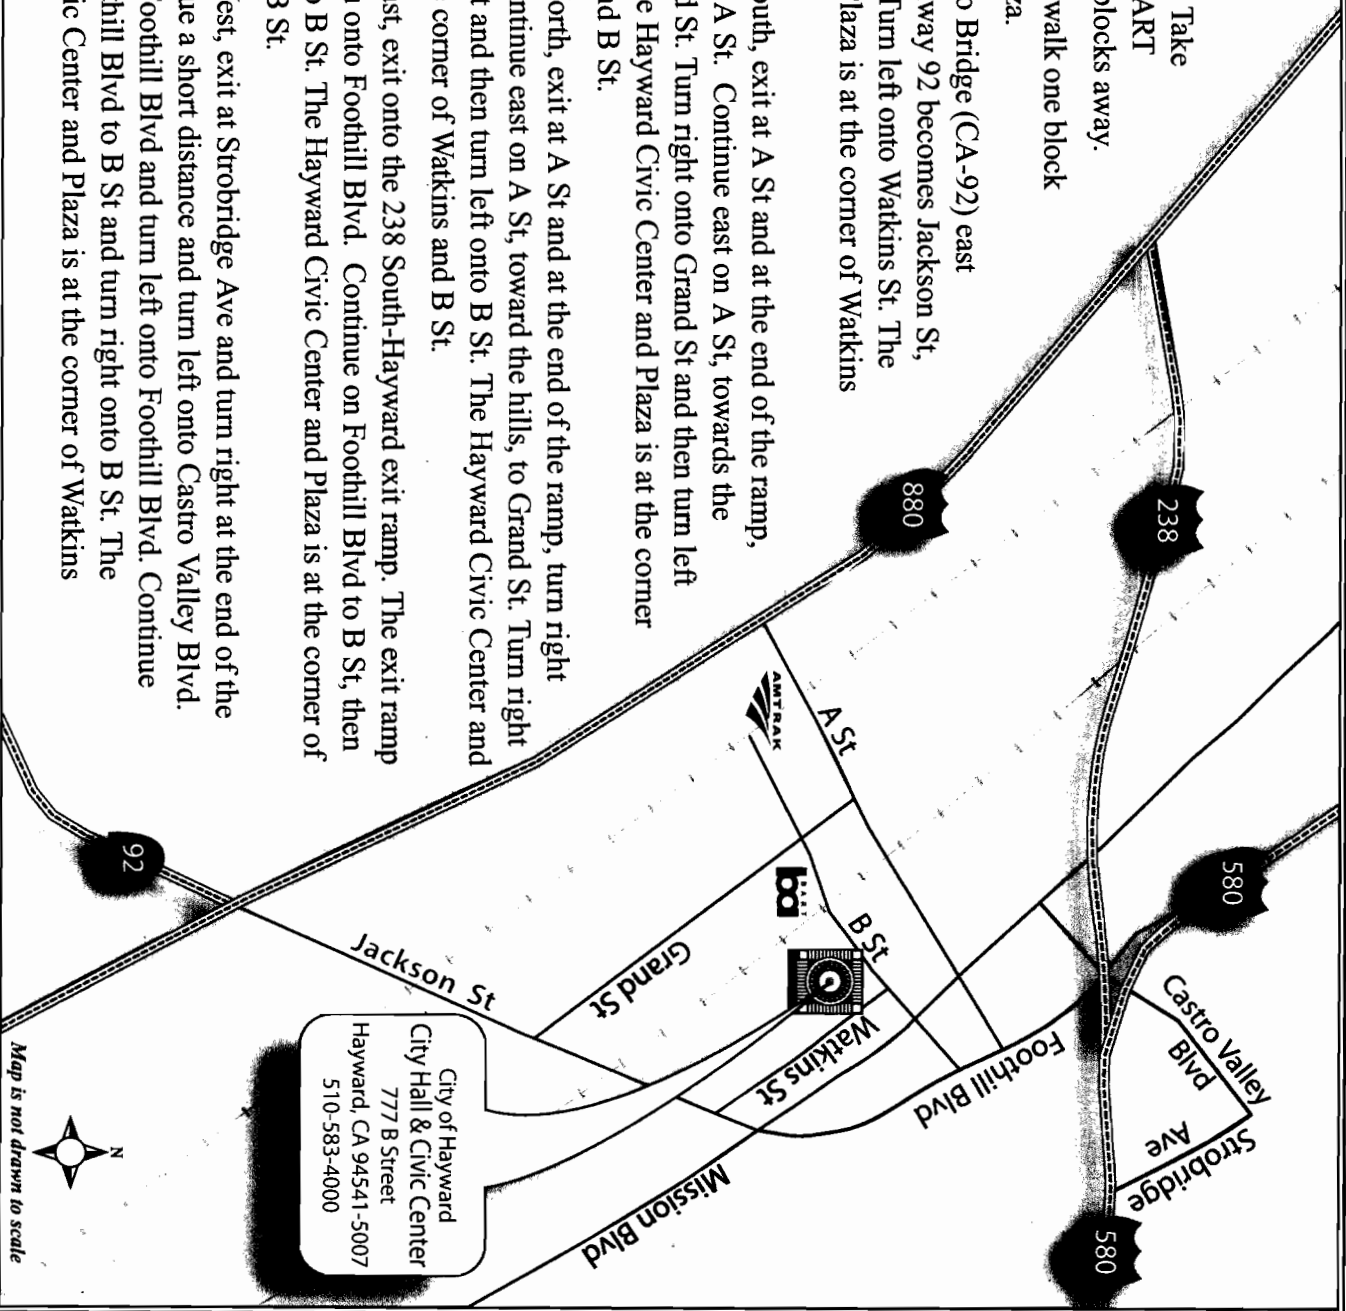 Take
ART
blocks away.
walk one block
za.
o Bridge (CA-92) east
way 92 becomes Jackson St,
Turn left onto Watkins St. The
Plaza is at the corner of Watkins
outh, exit at A St and at the end of the ramp,
A St. Continue east on A St, towards the
d St. Turn right onto Grand St and then turn left
e Hayward Civic Center and Plaza is at the corner
nd B St.
orth, exit at A St and at the end of the ramp, turn right
ntinue east on A St, toward the hills, to Grand St. Turn right
t and then turn left onto B St. The Hayward Civic Center and
corner of Watkins and B St.
ast, exit onto the 238 South-Hayward exit ramp. The exit ramp
onto Foothill Blvd. Continue on Foothill Blvd to B St, then
o B St. The Hayward Civic Center and Plaza is at the corner of
B St.
est, exit at Strobridge Ave and turn right at the end of the
ue a short distance and turn left onto Castro Valley Blvd.
Foothill Blvd and turn left onto Foothill Blvd. Continue
thill Blvd to B St and turn right onto B St. The
ic Center and Plaza is at the corner of Watkins
238
580
580
880
92
Castro Valley
Blvd
Strobridge
Ave
Foothill Blvd
A St
B St
AMTRAK
BART
ba
Watkins St
Grand St
Mission Blvd
Jackson St
City of Hayward
City Hall & Civic Center
777 B Street
Hayward, CA 94541-5007
510-583-4000
N
Map is not drawn to scale